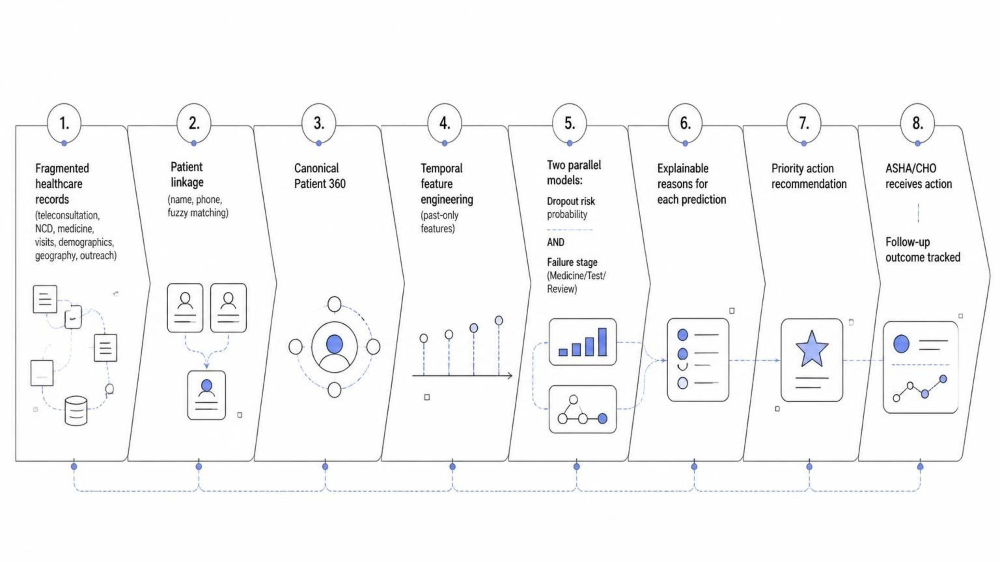 1.
Fragmented
healthcare
records
(teleconsultation,
NCD, medicine,
visits, demographics,
geography, outreach)
2.
Patient
linkage
(name, phone,
fuzzy matching)
3.
Canonical
Patient 360
4.
Temporal
feature
engineering
(past-only
features)
5.
Two parallel
models:
Dropout risk
probability
AND
Failure stage
(Medicine/Test/
Review)
6.
Explainable
reasons for
each prediction
7.
Priority action
recommendation
8.
ASHA/CHO
receives action
Follow-up
outcome tracked